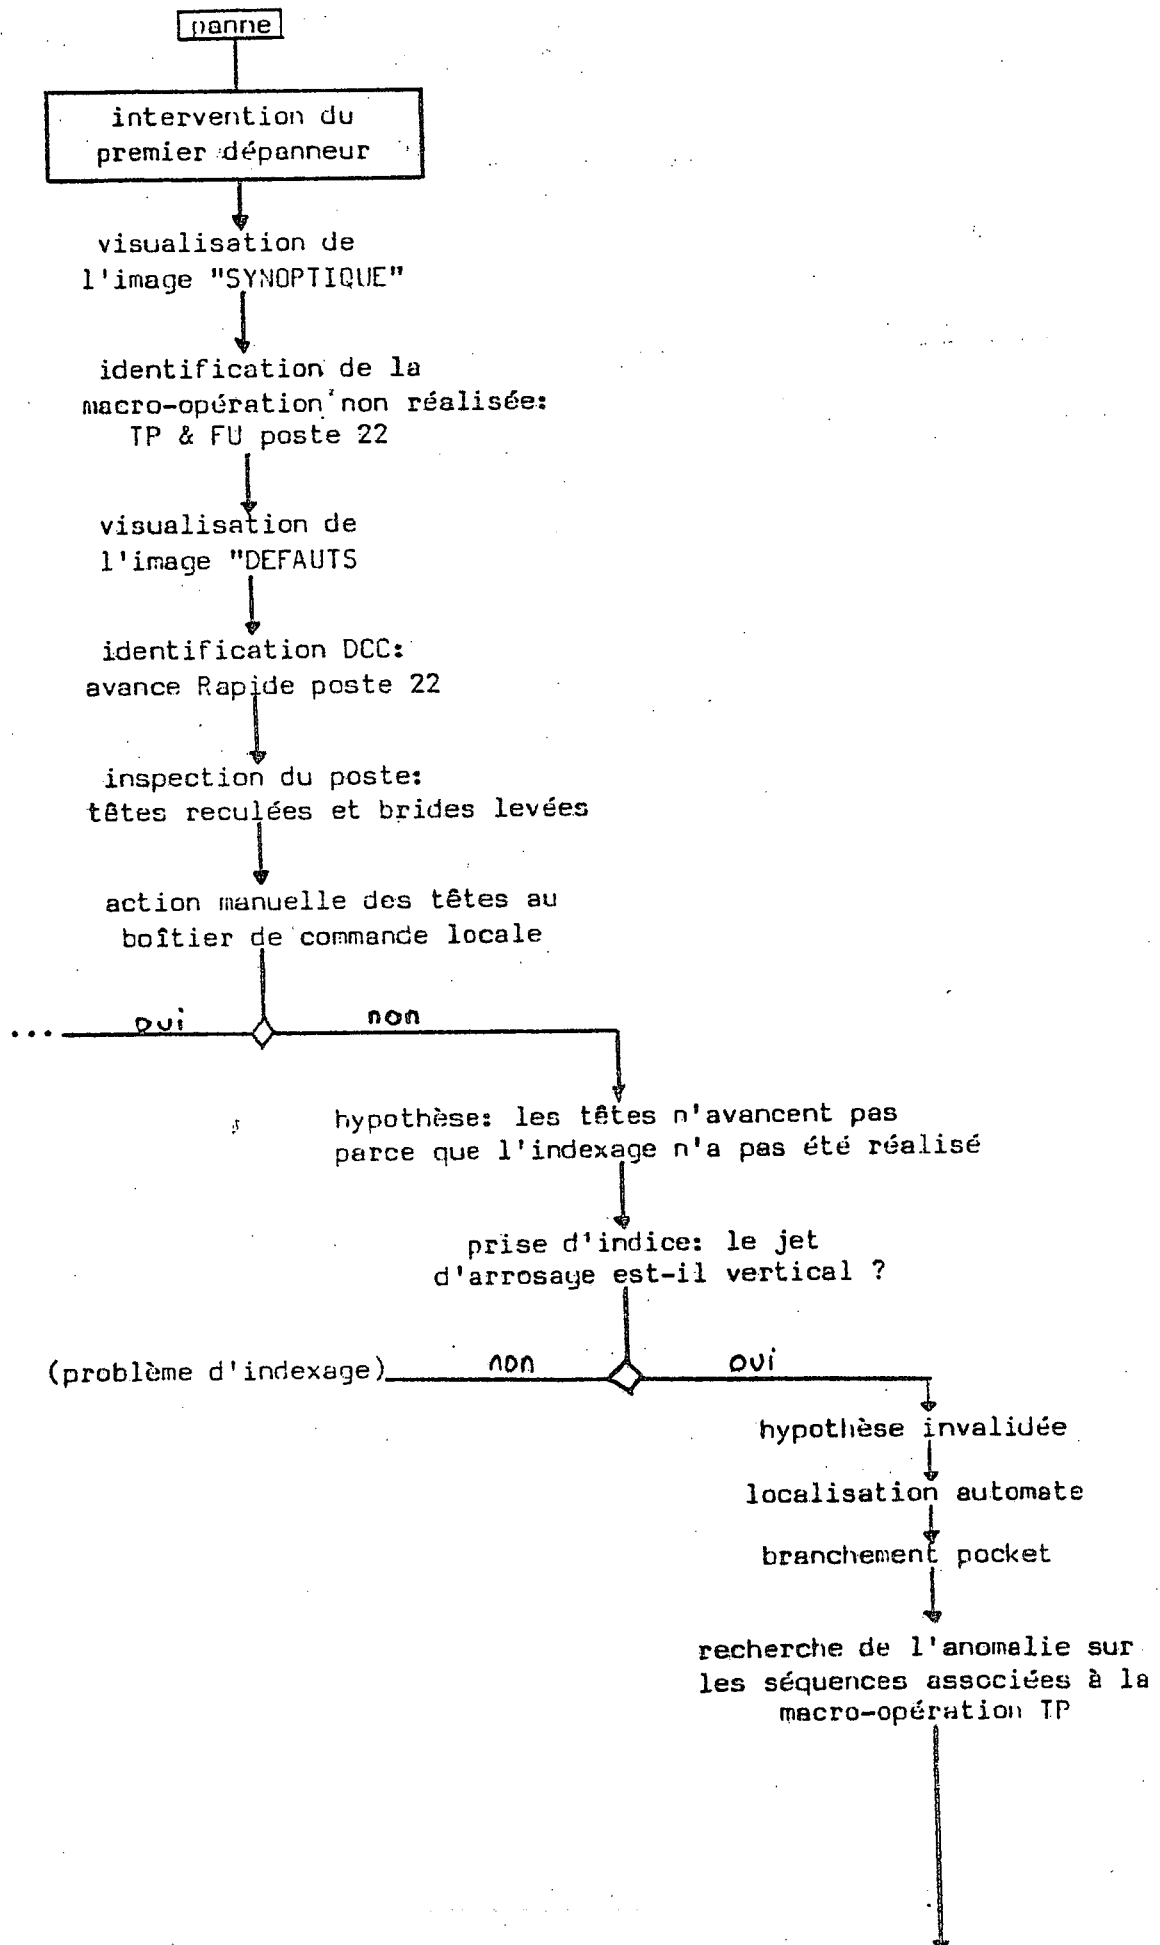 panne
intervention du
premier dépanneur
visualisation de
l'image "SYNOPTIQUE"
identification de la
macro-opération non réalisée:
TP & FU poste 22
visualisation de
l'image "DEFAUTS
identification DCC:
avance Rapide poste 22
inspection du poste:
têtes reculées et brides levées
action manuelle des têtes au
boîtier de commande locale
... oui non
hypothèse: les têtes n'avancent pas
parce que l'indexage n'a pas été réalisé
prise d'indice: le jet
d'arrosage est-il vertical ?
(problème d'indexage) non oui
hypothèse invalidée
localisation automate
branchement pocket
recherche de l'anomalie sur
les séquences associées à la
macro-opération TP